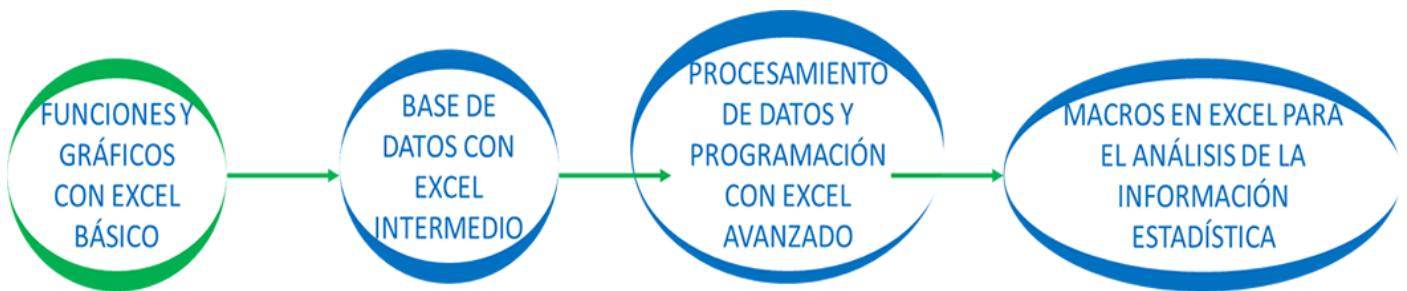 FUNCIONES Y
GRÁFICOS
CON EXCEL
BÁSICO
BASE DE
DATOS CON
EXCEL
INTERMEDIO
PROCESAMIENTO
DE DATOS Y
PROGRAMACIÓN
CON EXCEL
AVANZADO
MACROS EN EXCEL PARA
EL ANÁLISIS DE LA
INFORMACIÓN
ESTADÍSTICA